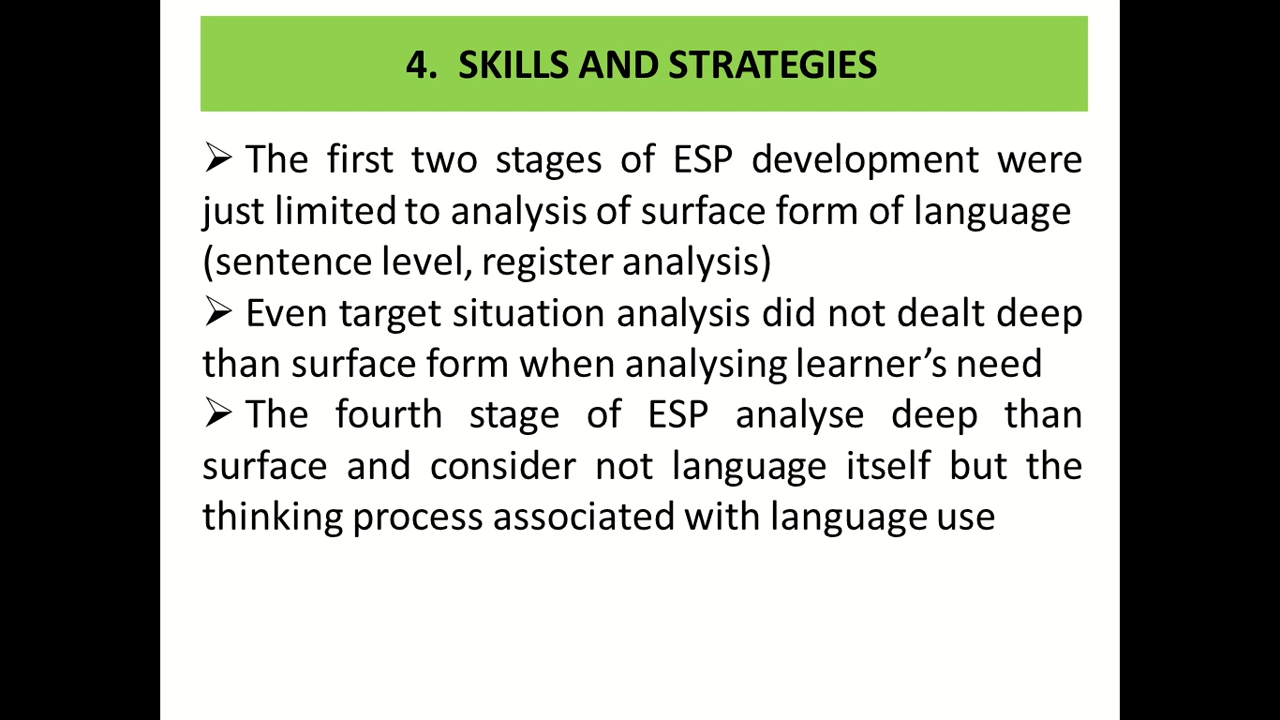 4. SKILLS AND STRATEGIES
➢ The first two stages of ESP development were
just limited to analysis of surface form of language
(sentence level, register analysis)
➢ Even target situation analysis did not dealt deep
than surface form when analysing learner’s need
➢ The fourth stage of ESP analyse deep than
surface and consider not language itself but the
thinking process associated with language use